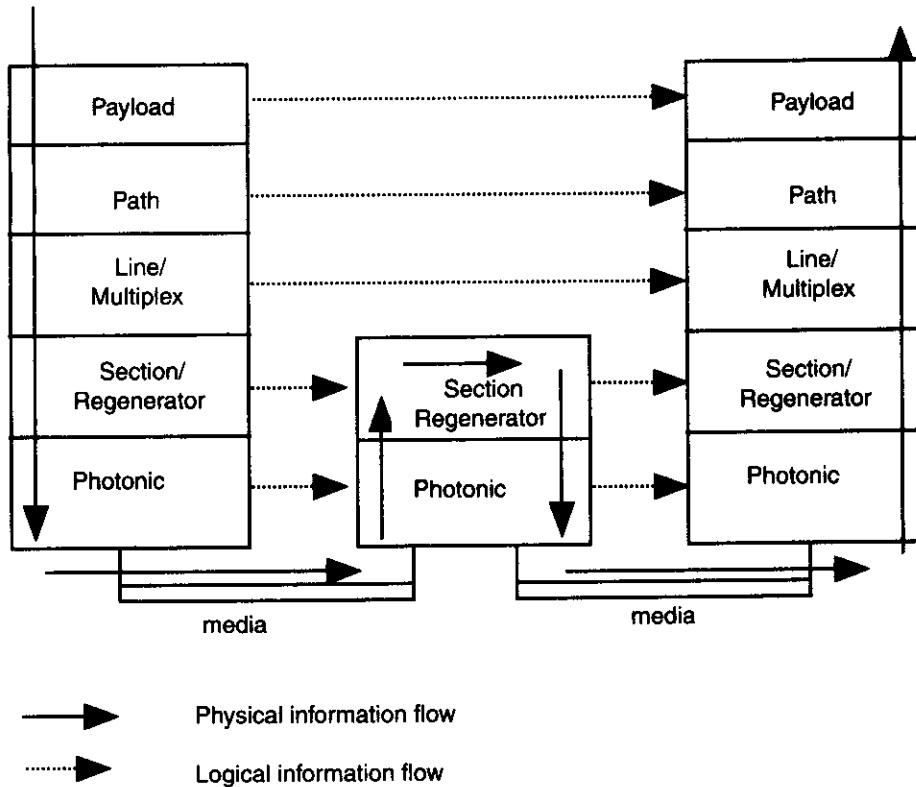 Payload
Path
Line/
Multiplex
Section/
Regenerator
Photonic
Section
Regenerator
Photonic
Payload
Path
Line/
Multiplex
Section/
Regenerator
Photonic
media
media
Physical information flow
Logical information flow